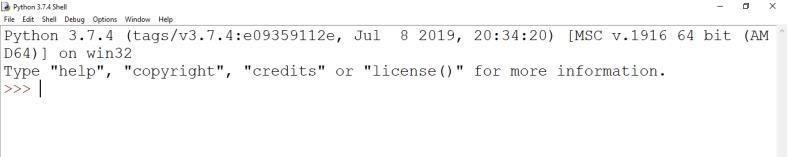 Python 3.7.4 Shell
File Edit Shell Debug Options Window Help
Python 3.7.4 (tags/v3.7.4:e09359112e, Jul  8 2019, 20:34:20) [MSC v.1916 64 bit (AM
D64)] on win32
Type "help", "copyright", "credits" or "license()" for more information.
>>>